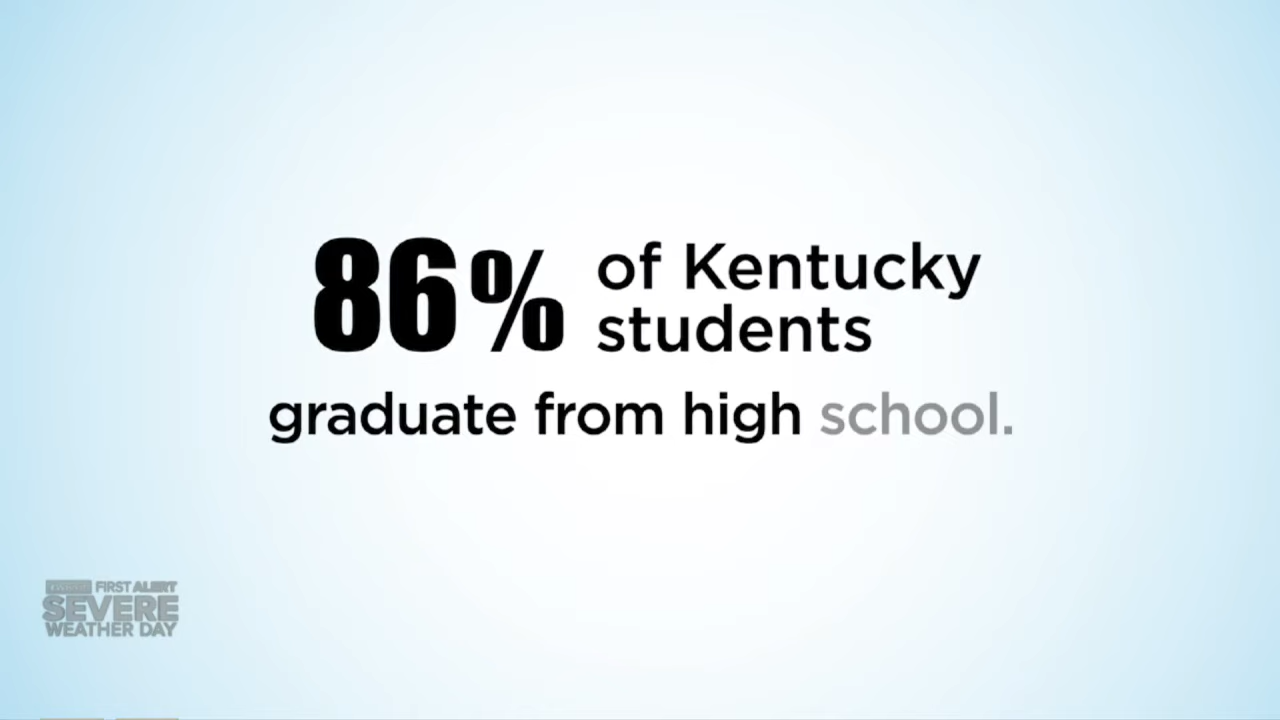 86% of Kentucky
students
graduate from high school.
FIRST ALERT
SEVERE
WEATHER DAY